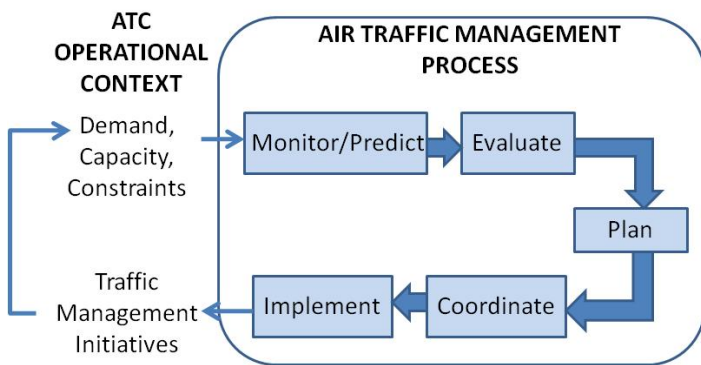 ATC
OPERATIONAL
CONTEXT
Demand,
Capacity,
Constraints
Traffic
Management
Initiatives
AIR TRAFFIC MANAGEMENT
PROCESS
Monitor/Predict
Evaluate
Plan
Coordinate
Implement